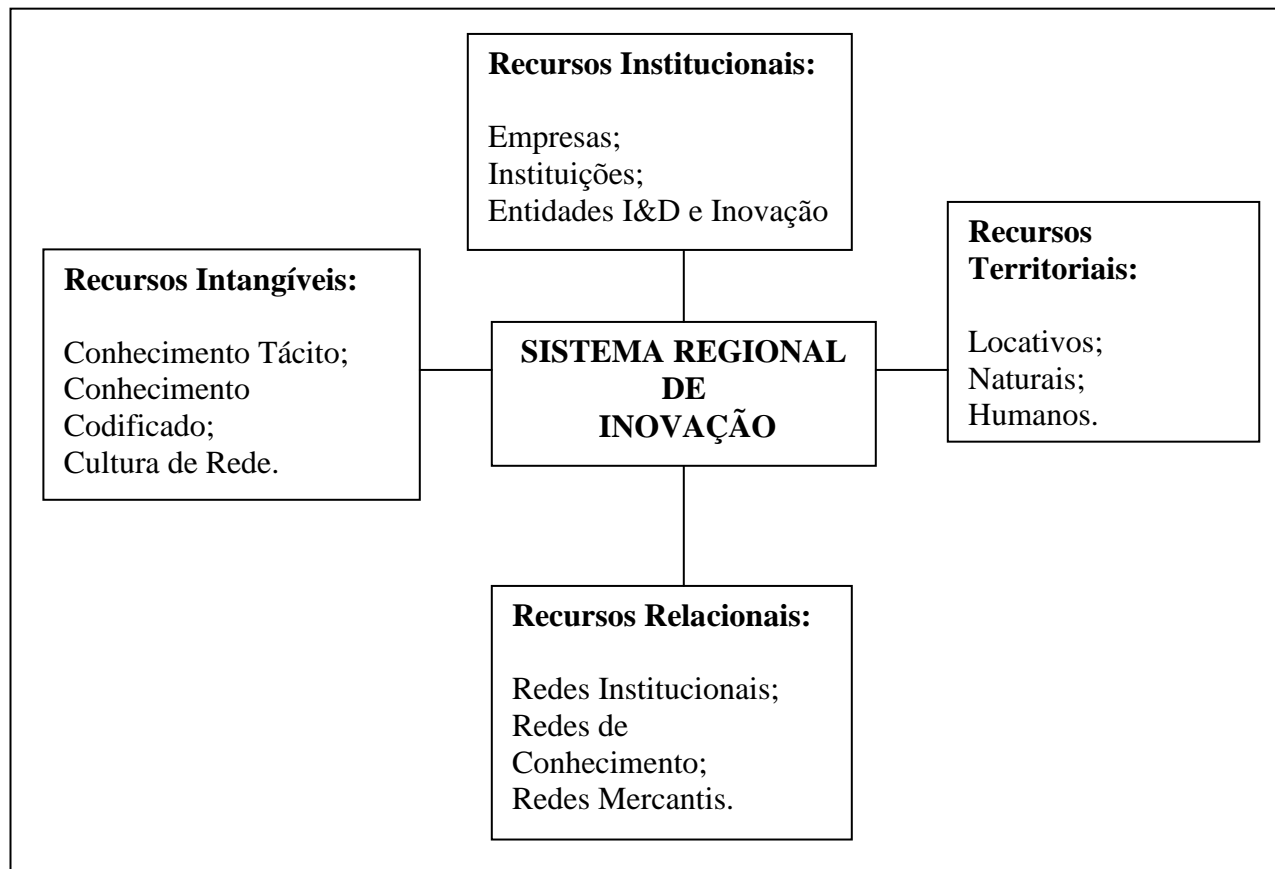 Recursos Institucionais:
Empresas;
Instituições;
Entidades I&D e Inovação
Recursos Intangíveis:
Conhecimento Tácito;
Conhecimento
Codificado;
Cultura de Rede.
SISTEMA REGIONAL
DE
INOVAÇÃO
Recursos
Territoriais:
Locativos;
Naturais;
Humanos.
Recursos Relacionais:
Redes Institucionais;
Redes de
Conhecimento;
Redes Mercantis.